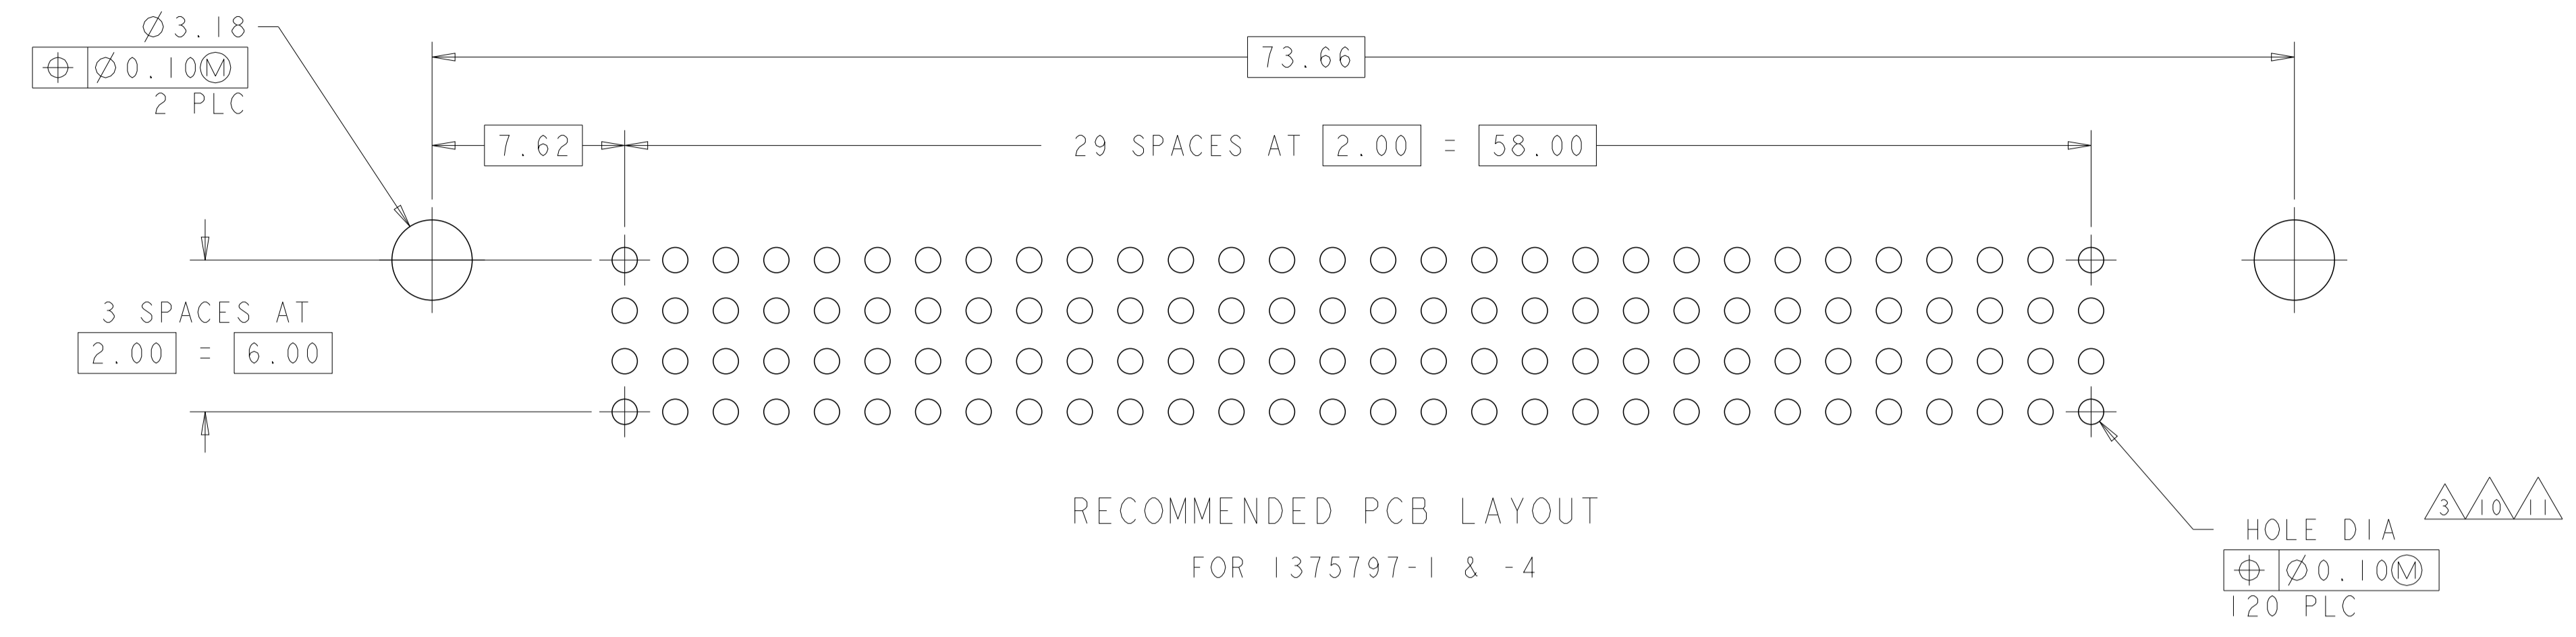 Ø3.18
⌖ Ø0.10Ⓜ
2 PLC
73.66
7.62
29 SPACES AT 2.00 = 58.00
3 SPACES AT
2.00 = 6.00
RECOMMENDED PCB LAYOUT
FOR 1375797-1 & -4
3 10 11
HOLE DIA
⌖ Ø0.10Ⓜ
120 PLC